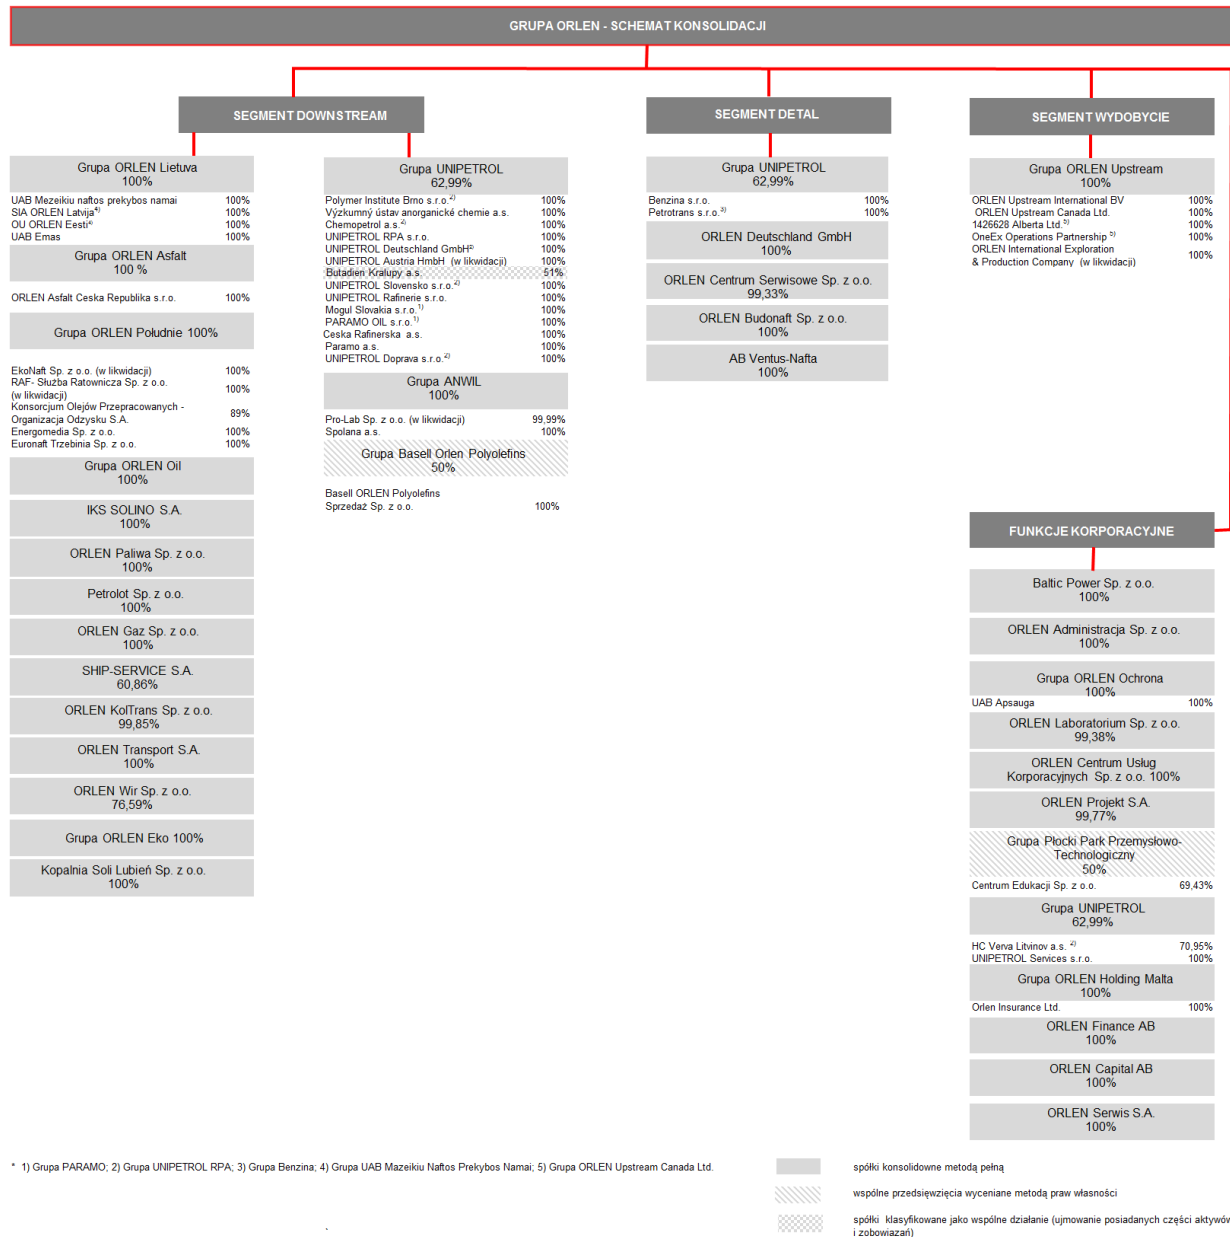 GRUPA ORLEN - SCHEMAT KONSOLIDACJI
SEGMENT DOWNSTREAM
Grupa ORLEN Lietuva
100%
UAB Mezeikiu naftos prekybos namai 100%
SIA ORLEN Latvija4) 100%
OU ORLEN Eesti4) 100%
UAB Emas 100%
Grupa ORLEN Asfalt
100 %
ORLEN Asfalt Ceska Republika s.r.o. 100%
Grupa ORLEN Południe 100%
EkoNaft Sp. z o.o. (w likwidacji) 100%
RAF- Służba Ratownicza Sp. z o.o.
(w likwidacji) 100%
Konsorcjum Olejów Przepracowanych -
Organizacja Odzysku S.A. 89%
Energomedia Sp. z o.o. 100%
Euronaft Trzebinia Sp. z o.o. 100%
Grupa ORLEN Oil
100%
IKS SOLINO S.A.
100%
ORLEN Paliwa Sp. z o.o.
100%
Petrolot Sp. z o.o.
100%
ORLEN Gaz Sp. z o.o.
100%
SHIP-SERVICE S.A.
60,86%
ORLEN KolTrans Sp. z o.o.
99,85%
ORLEN Transport S.A.
100%
ORLEN Wir Sp. z o.o.
76,59%
Grupa ORLEN Eko 100%
Kopalnia Soli Lubień Sp. z o.o.
100%
Grupa UNIPETROL
62,99%
Polymer Institute Brno s.r.o.2) 100%
Výzkumný ústav anorganické chemie a.s. 100%
Chemopetrol a.s.2) 100%
UNIPETROL RPA s.r.o. 100%
UNIPETROL Deutschland GmbH2) 100%
UNIPETROL Austria HmbH (w likwidacji) 100%
Butadien Kralupy a.s. 51%
UNIPETROL Slovensko s.r.o.2) 100%
UNIPETROL Rafinerie s.r.o. 100%
Mogul Slovakia s.r.o.1) 100%
PARAMO OIL s.r.o.1) 100%
Ceska Rafinerska a.s. 100%
Paramo a.s. 100%
UNIPETROL Doprava s.r.o.2) 100%
Grupa ANWIL
100%
Pro-Lab Sp. z o.o. (w likwidacji) 99,99%
Spolana a.s. 100%
Grupa Basell Orlen Polyolefins
50%
Basell ORLEN Polyolefins
Sprzedaż Sp. z o.o. 100%
SEGMENT DETAL
Grupa UNIPETROL
62,99%
Benzina s.r.o. 100%
Petrotrans s.r.o.3) 100%
ORLEN Deutschland GmbH
100%
ORLEN Centrum Serwisowe Sp. z o.o.
99,33%
ORLEN Budonaft Sp. z o.o.
100%
AB Ventus-Nafta
100%
SEGMENT WYDOBYCIE
Grupa ORLEN Upstream
100%
ORLEN Upstream International BV 100%
ORLEN Upstream Canada Ltd. 100%
1426628 Alberta Ltd.5) 100%
OneEx Operations Partnership 5) 100%
ORLEN International Exploration
& Production Company (w likwidacji) 100%
FUNKCJE KORPORACYJNE
Baltic Power Sp. z o.o.
100%
ORLEN Administracja Sp. z o.o.
100%
Grupa ORLEN Ochrona
100%
UAB Apsauga 100%
ORLEN Laboratorium Sp. z o.o.
99,38%
ORLEN Centrum Usług
Korporacyjnych Sp. z o.o. 100%
ORLEN Projekt S.A.
99,77%
Grupa Płocki Park Przemysłowo-
Technologiczny
50%
Centrum Edukacji Sp. z o.o. 69,43%
Grupa UNIPETROL
62,99%
HC Verva Litvinov a.s. 2) 70,95%
UNIPETROL Services s.r.o. 100%
Grupa ORLEN Holding Malta
100%
Orlen Insurance Ltd. 100%
ORLEN Finance AB
100%
ORLEN Capital AB
100%
ORLEN Serwis S.A.
100%
* 1) Grupa PARAMO; 2) Grupa UNIPETROL RPA; 3) Grupa Benzina; 4) Grupa UAB Mazeikiu Naftos Prekybos Namai; 5) Grupa ORLEN Upstream Canada Ltd.
spółki konsolidowne metodą pełną
wspólne przedsięwzięcia wyceniane metodą praw własności
spółki klasyfikowane jako wspólne działanie (ujmowanie posiadanych części aktywów
i zobowiazań)